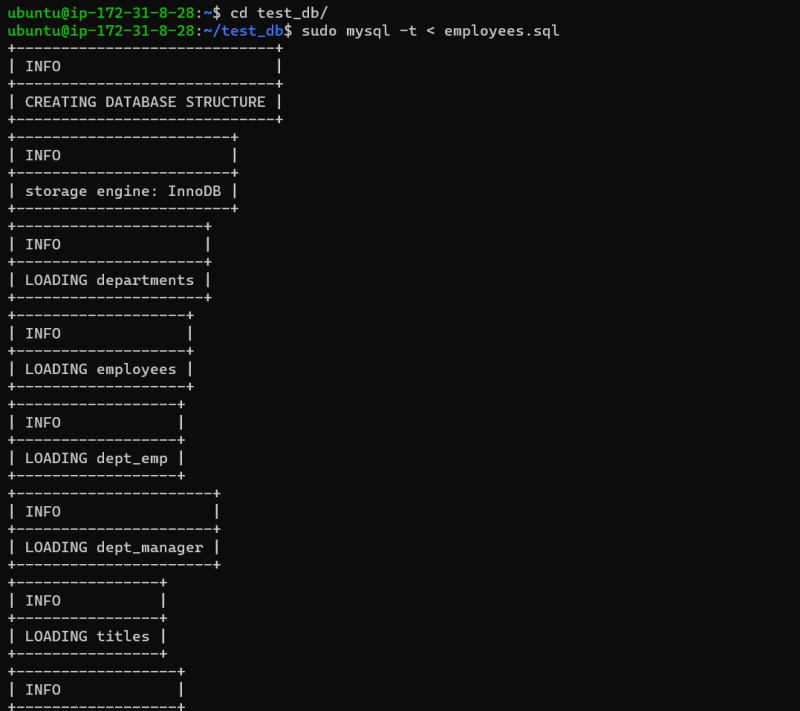 ubuntu@ip-172-31-8-28:~$ cd test_db/
ubuntu@ip-172-31-8-28:~/test_db$ sudo mysql -t < employees.sql
+-----------------------------+
| INFO                        |
+-----------------------------+
| CREATING DATABASE STRUCTURE |
+-----------------------------+
+------------------------+
| INFO                   |
+------------------------+
| storage engine: InnoDB |
+------------------------+
+---------------------+
| INFO                |
+---------------------+
| LOADING departments |
+---------------------+
+-------------------+
| INFO              |
+-------------------+
| LOADING employees |
+-------------------+
+------------------+
| INFO             |
+------------------+
| LOADING dept_emp |
+------------------+
+----------------------+
| INFO                 |
+----------------------+
| LOADING dept_manager |
+----------------------+
+----------------+
| INFO           |
+----------------+
| LOADING titles |
+----------------+
+------------------+
| INFO             |
+------------------+